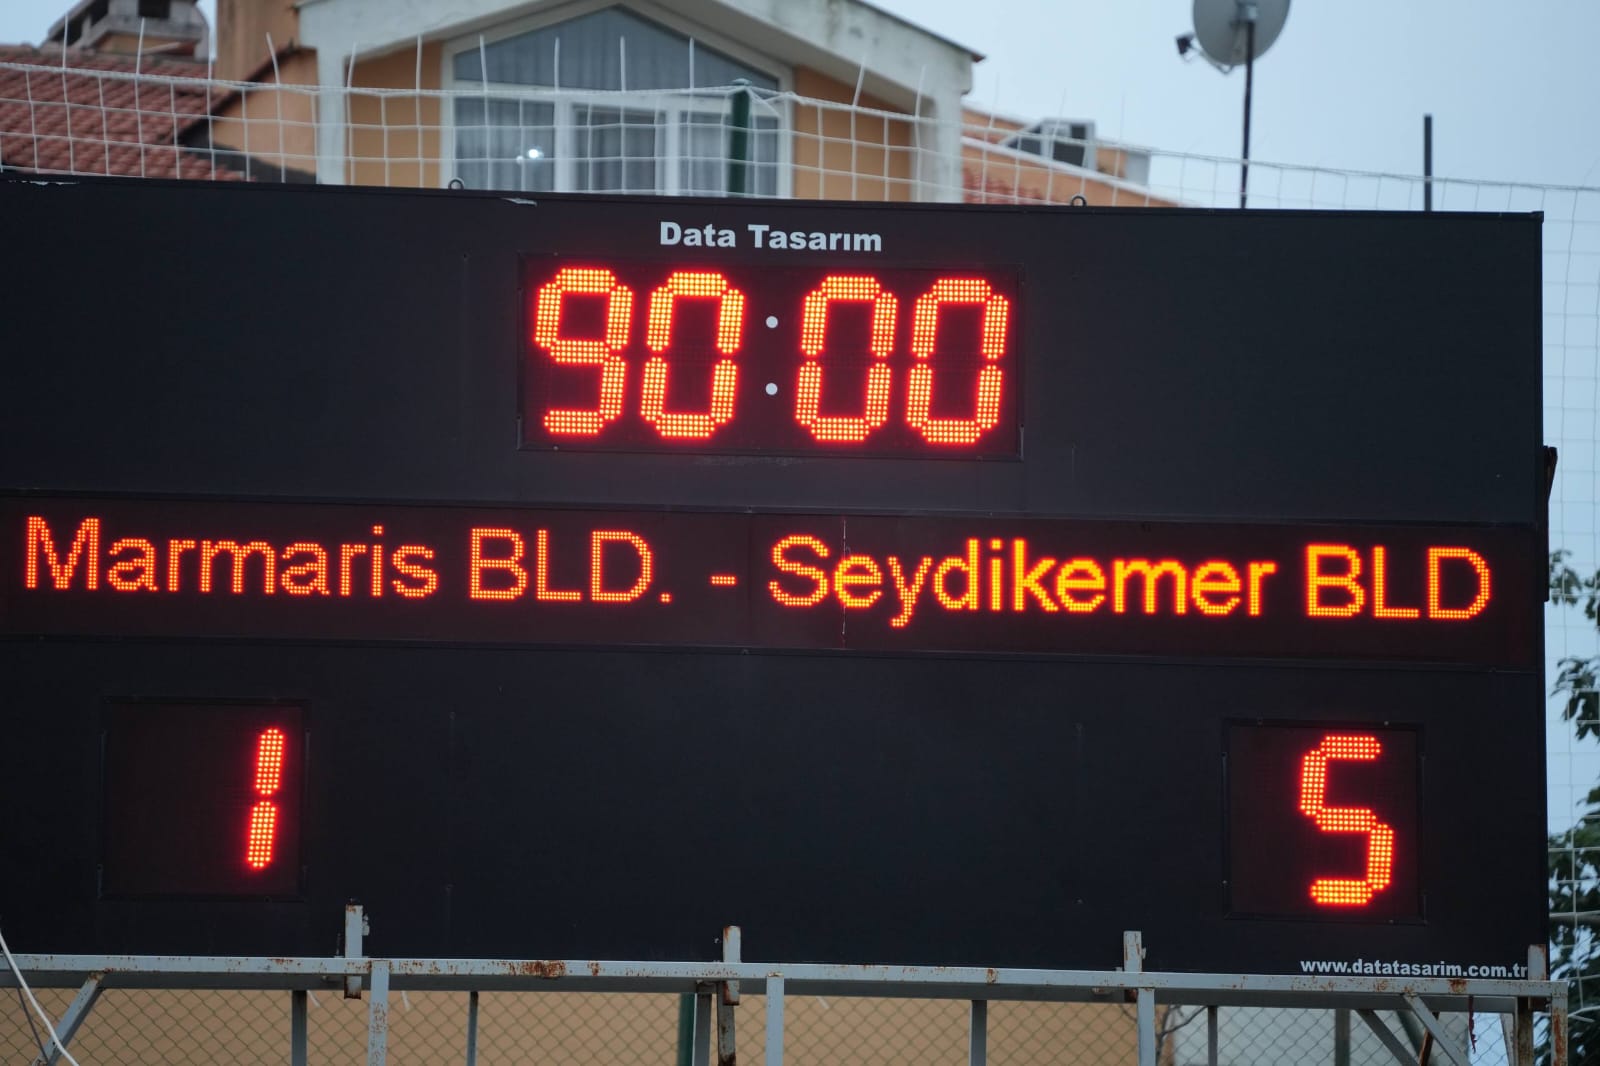 Data Tasarım
90:00
Marmaris BLD. - Seydikemer BLD
1 5
www.datatasarim.com.tr